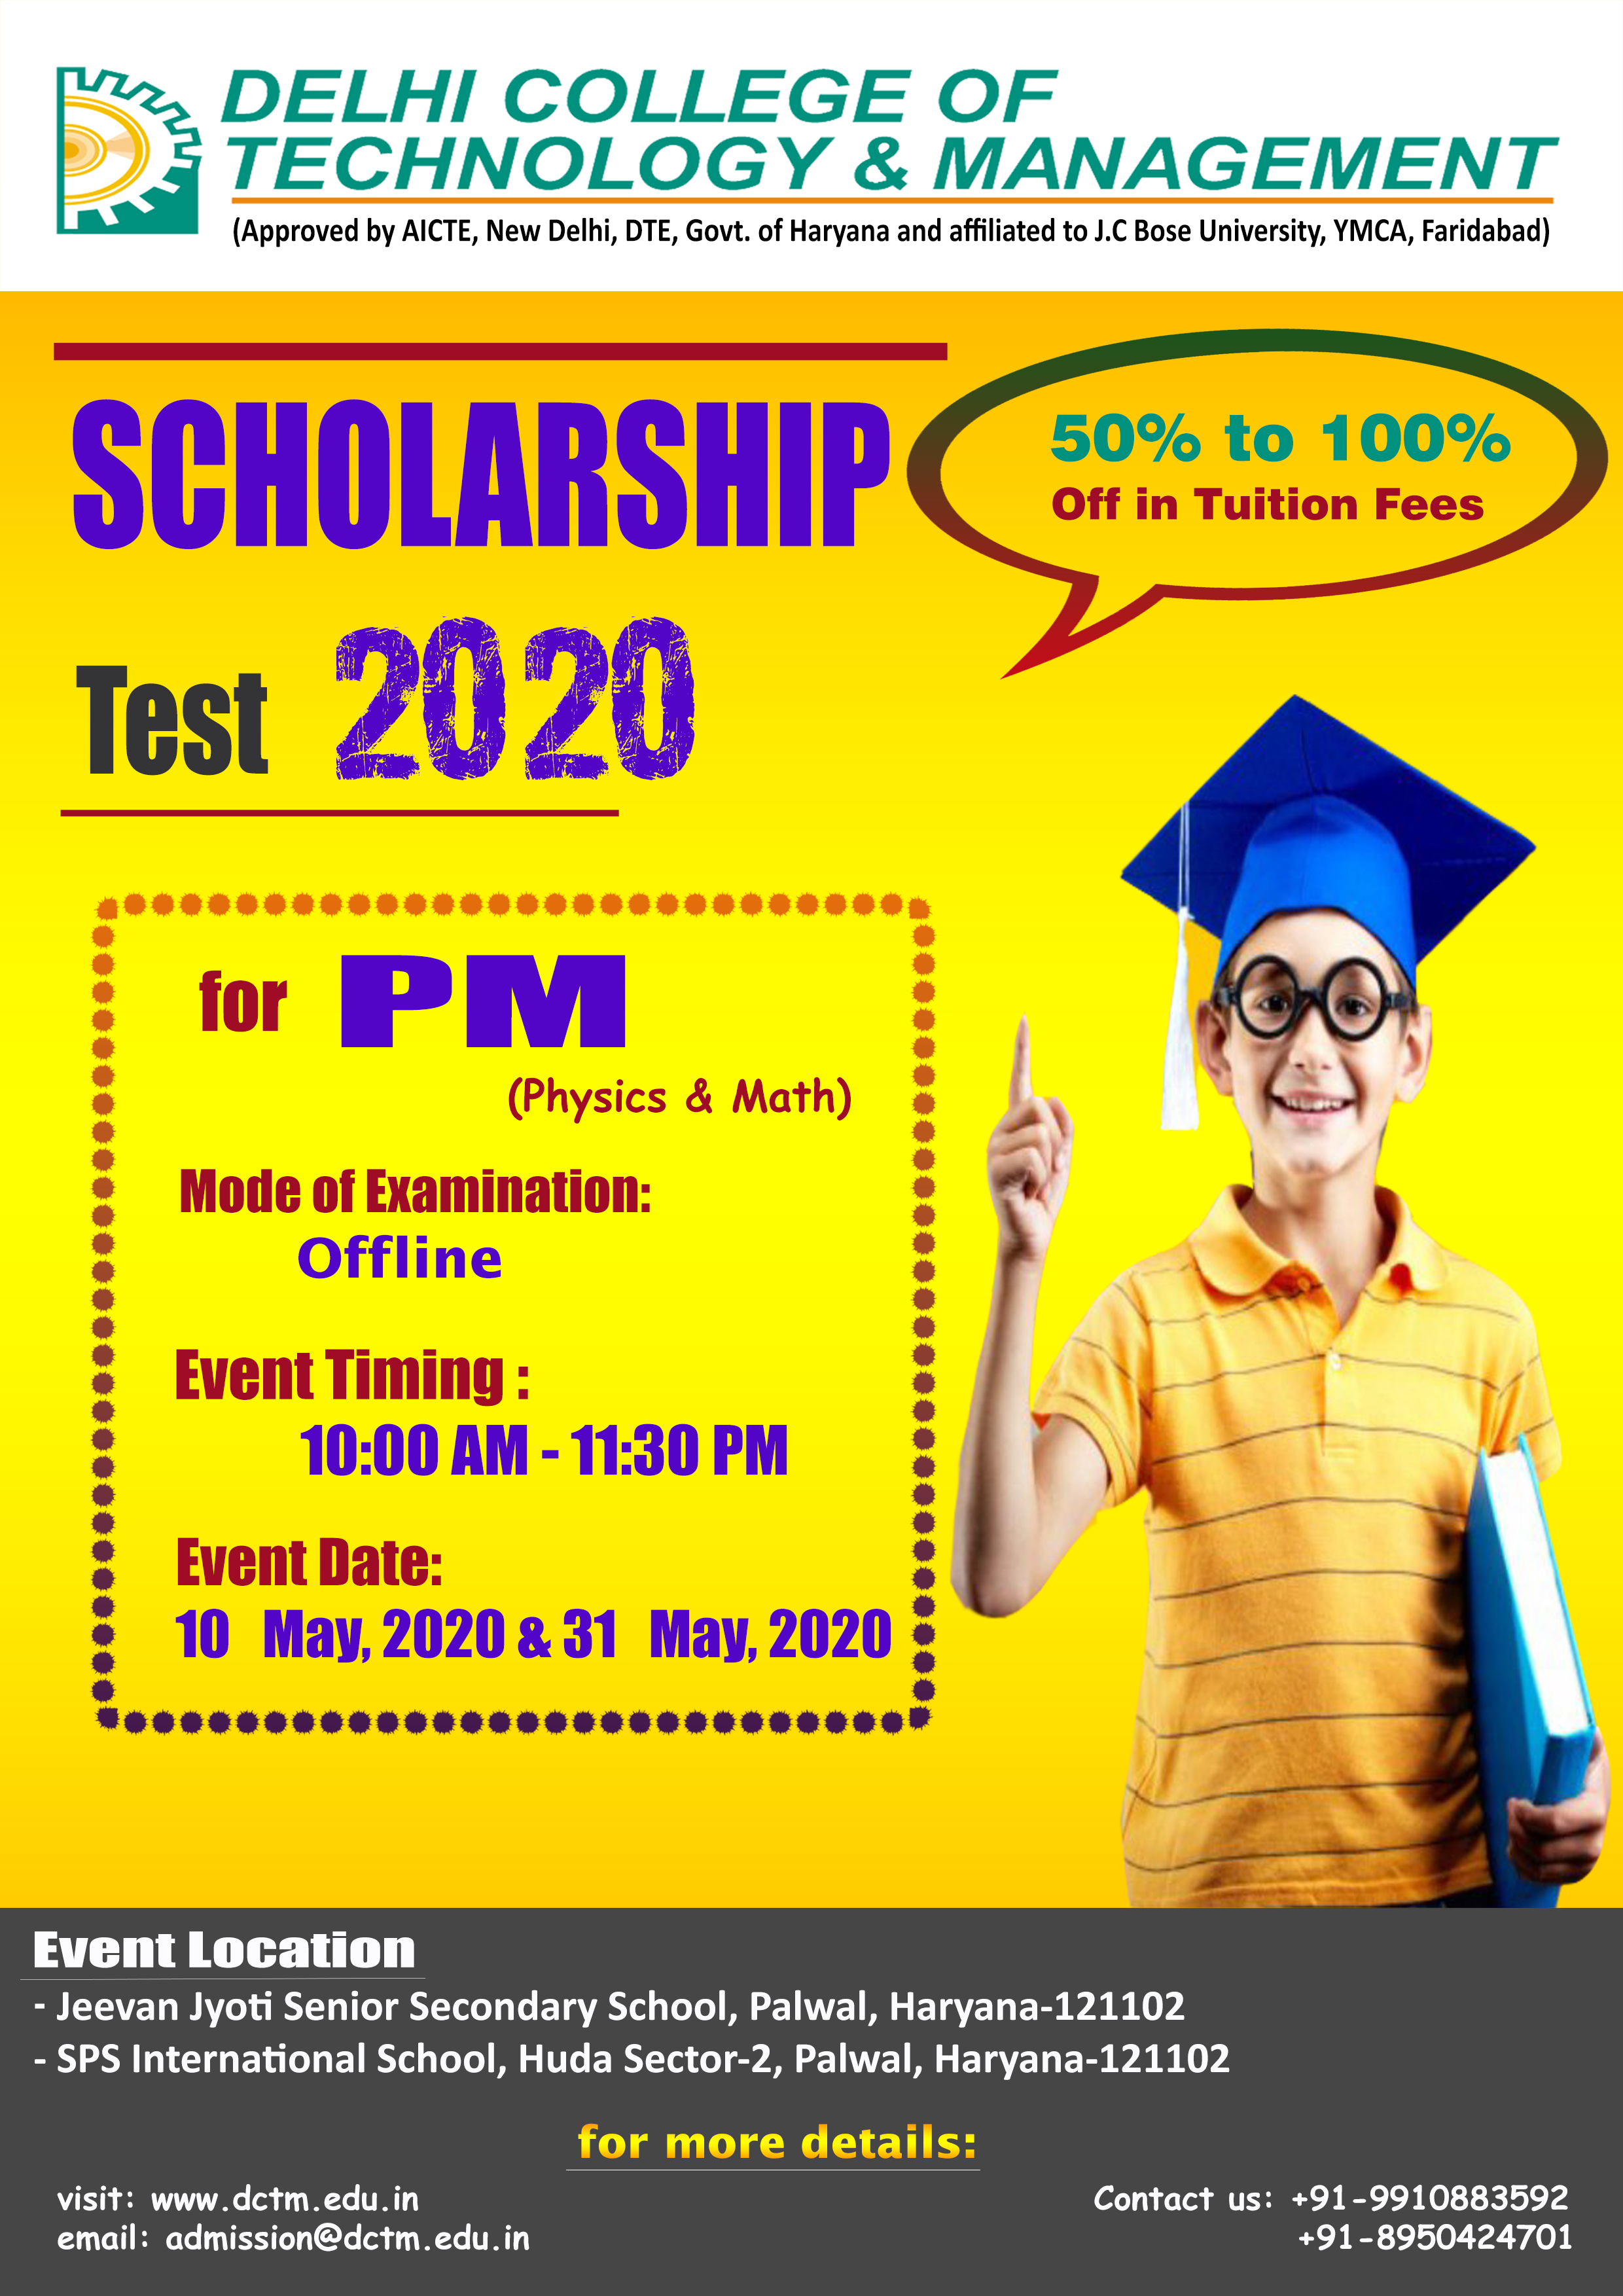 DELHI COLLEGE OF
TECHNOLOGY & MANAGEMENT
(Approved by AICTE, New Delhi, DTE, Govt. of Haryana and affiliated to J.C Bose University, YMCA, Faridabad)
SCHOLARSHIP
50% to 100%
Off in Tuition Fees
Test 2020
for PM
(Physics & Math)
Mode of Examination:
Offline
Event Timing :
10:00 AM - 11:30 PM
Event Date:
10 May, 2020 & 31 May, 2020
Event Location
- Jeevan Jyoti Senior Secondary School, Palwal, Haryana-121102
- SPS International School, Huda Sector-2, Palwal, Haryana-121102
for more details:
visit: www.dctm.edu.in
email: admission@dctm.edu.in
Contact us: +91-9910883592
+91-8950424701